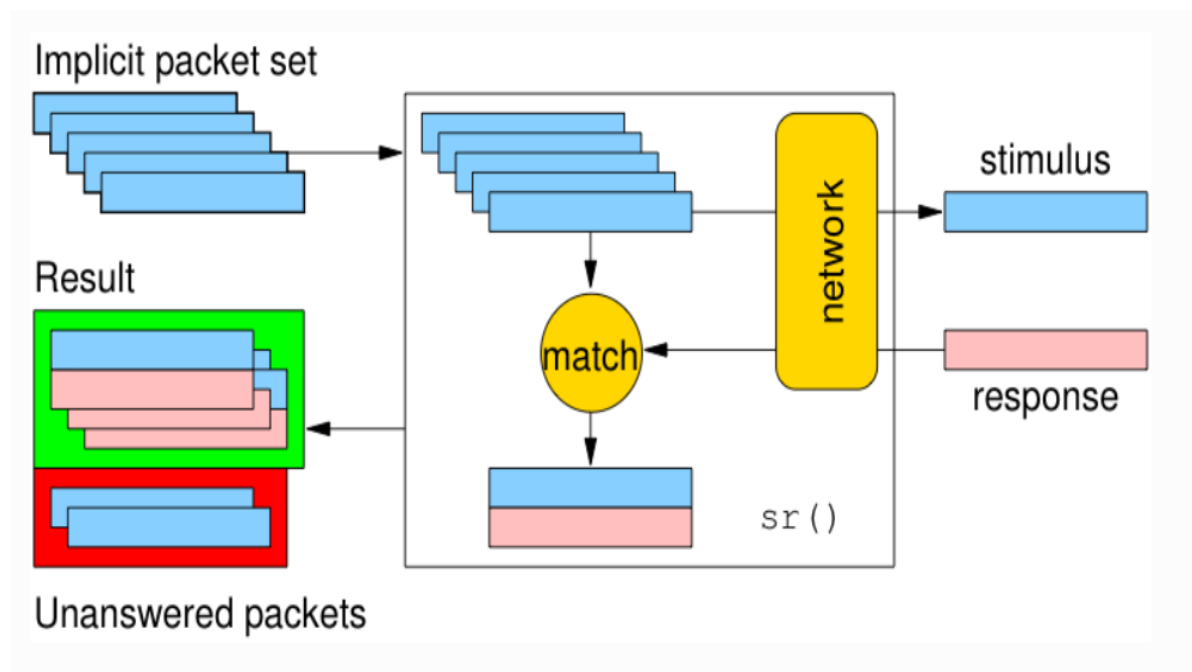 Implicit packet set
stimulus
network
Result
match
response
sr()
Unanswered packets